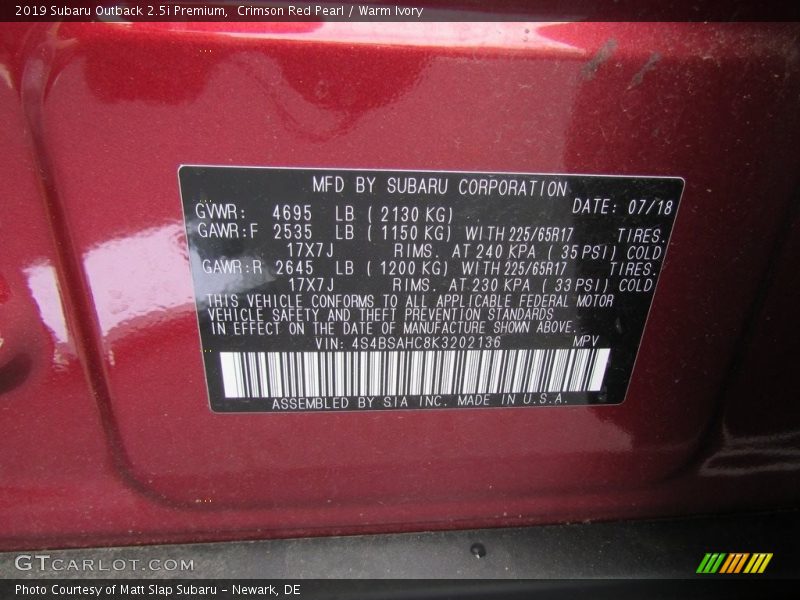 2019 Subaru Outback 2.5i Premium,  Crimson Red Pearl / Warm Ivory
MFD BY SUBARU CORPORATION
GVWR: 4695 LB ( 2130 KG) DATE: 07/18
GAWR:F 2535 LB ( 1150 KG) WITH 225/65R17 TIRES.
17X7J RIMS. AT 240 KPA ( 35 PSI) COLD
GAWR:R 2645 LB ( 1200 KG) WITH 225/65R17 TIRES.
17X7J RIMS. AT 230 KPA ( 33 PSI) COLD
THIS VEHICLE CONFORMS TO ALL APPLICABLE FEDERAL MOTOR
VEHICLE SAFETY AND THEFT PREVENTION STANDARDS
IN EFFECT ON THE DATE OF MANUFACTURE SHOWN ABOVE.
VIN: 4S4BSAHC8K3202136 MPV
ASSEMBLED BY SIA INC. MADE IN U.S.A.
GTCARLOT.COM
Photo Courtesy of Matt Slap Subaru - Newark, DE